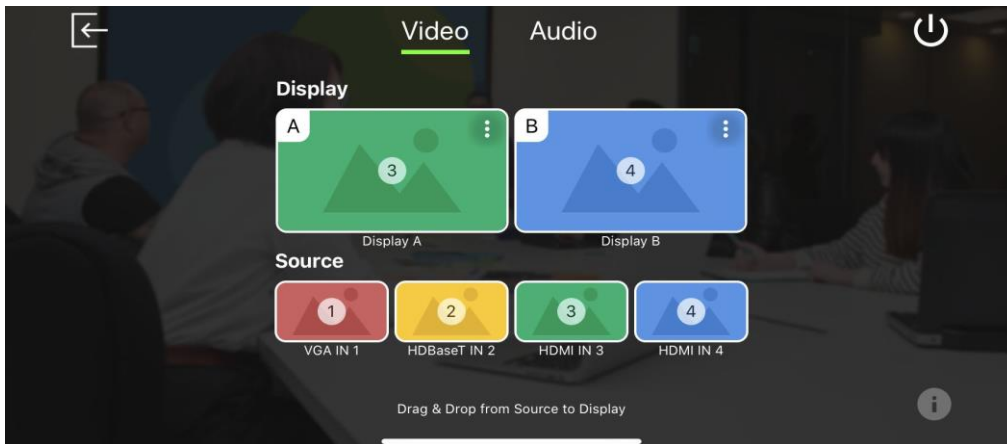 Video Audio
Display
A B
3 4
Display A Display B
Source
1 2 3 4
VGA IN 1 HDBaseT IN 2 HDMI IN 3 HDMI IN 4
Drag & Drop from Source to Display
i